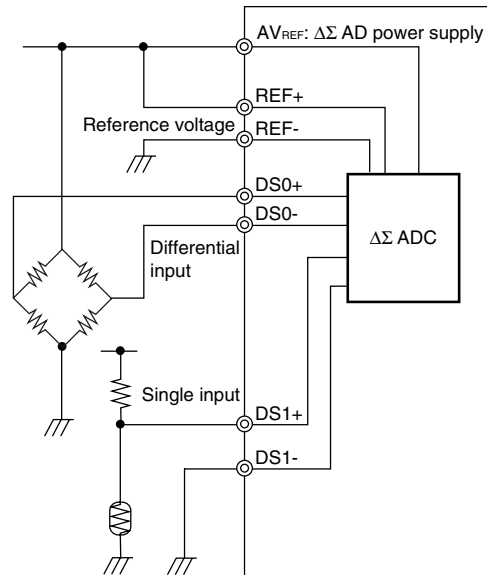 AVREF: ΔΣ AD power supply
REF+
Reference voltage
REF-
DS0+
DS0-
ΔΣ ADC
Differential
input
Single input
DS1+
DS1-